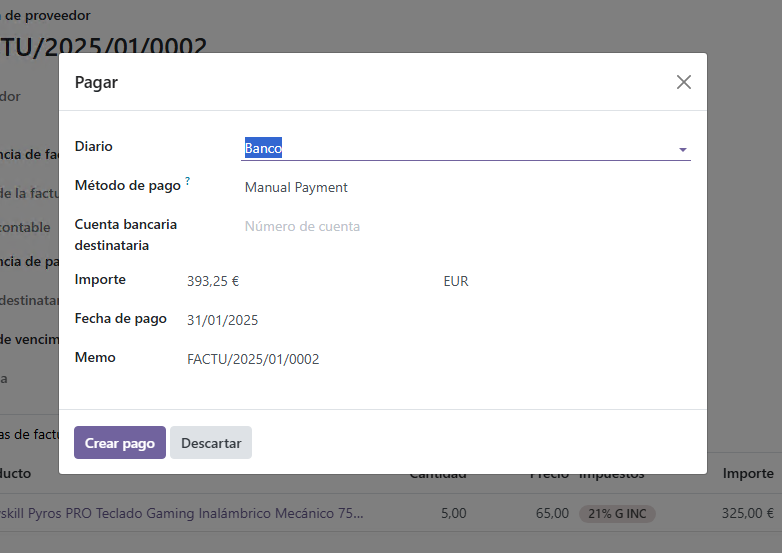 de proveedor
TU/2025/01/0002
Pagar
dor
Diario
Banco
ncia de fa
Método de pago ?
Manual Payment
de la factu
Cuenta bancaria
destinataria
Número de cuenta
contable
ncia de pa
Importe
393,25 €
EUR
destinatar
Fecha de pago
31/01/2025
de vencim
Memo
FACTU/2025/01/0002
a
as de factu
Crear pago
Descartar
ducto
Cantidad
Precio
Impuestos
Importe
skill Pyros PRO Teclado Gaming Inalámbrico Mecánico 75...
5,00
65,00
21% G INC
325,00 €